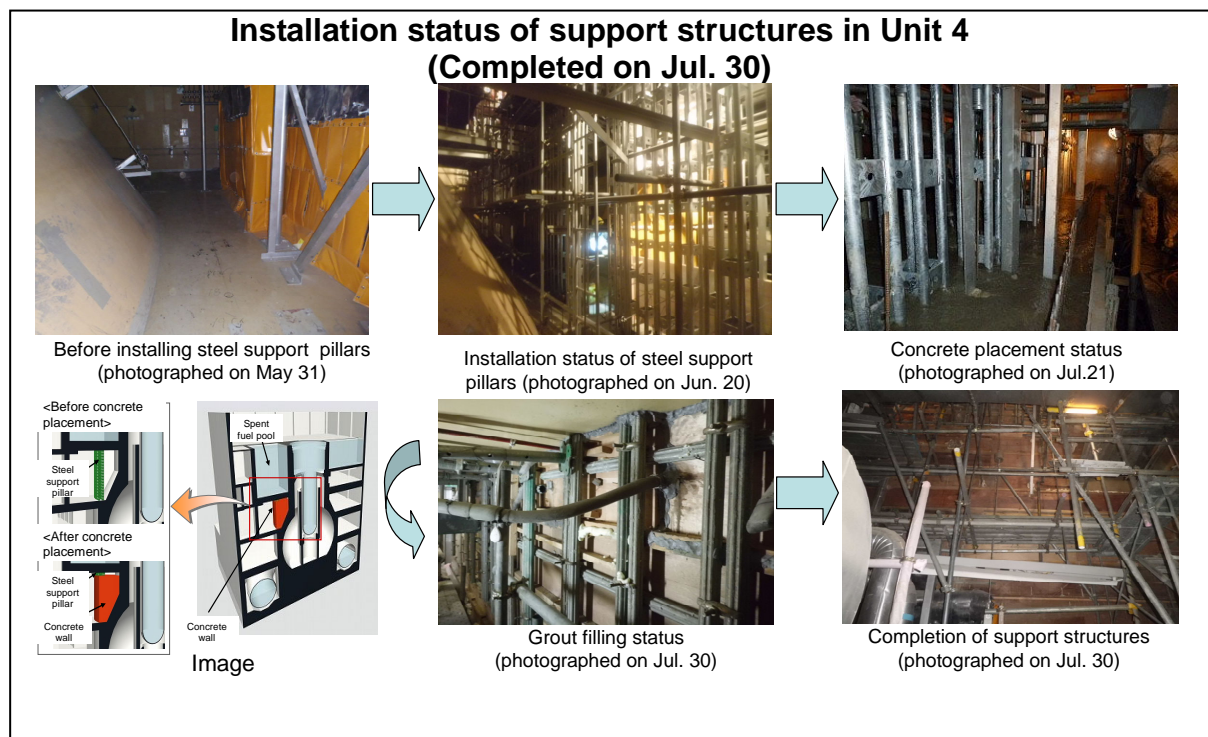 Installation status of support structures in Unit 4
(Completed on Jul. 30)
Before installing steel support pillars
(photographed on May 31)
Installation status of steel support
pillars (photographed on Jun. 20)
Concrete placement status
(photographed on Jul.21)
<Before concrete
placement>
Steel
support
pillar
<After concrete
placement>
Steel
support
pillar
Concrete
wall
Spent
fuel pool
Concrete
wall
Image
Grout filling status
(photographed on Jul. 30)
Completion of support structures
(photographed on Jul. 30)